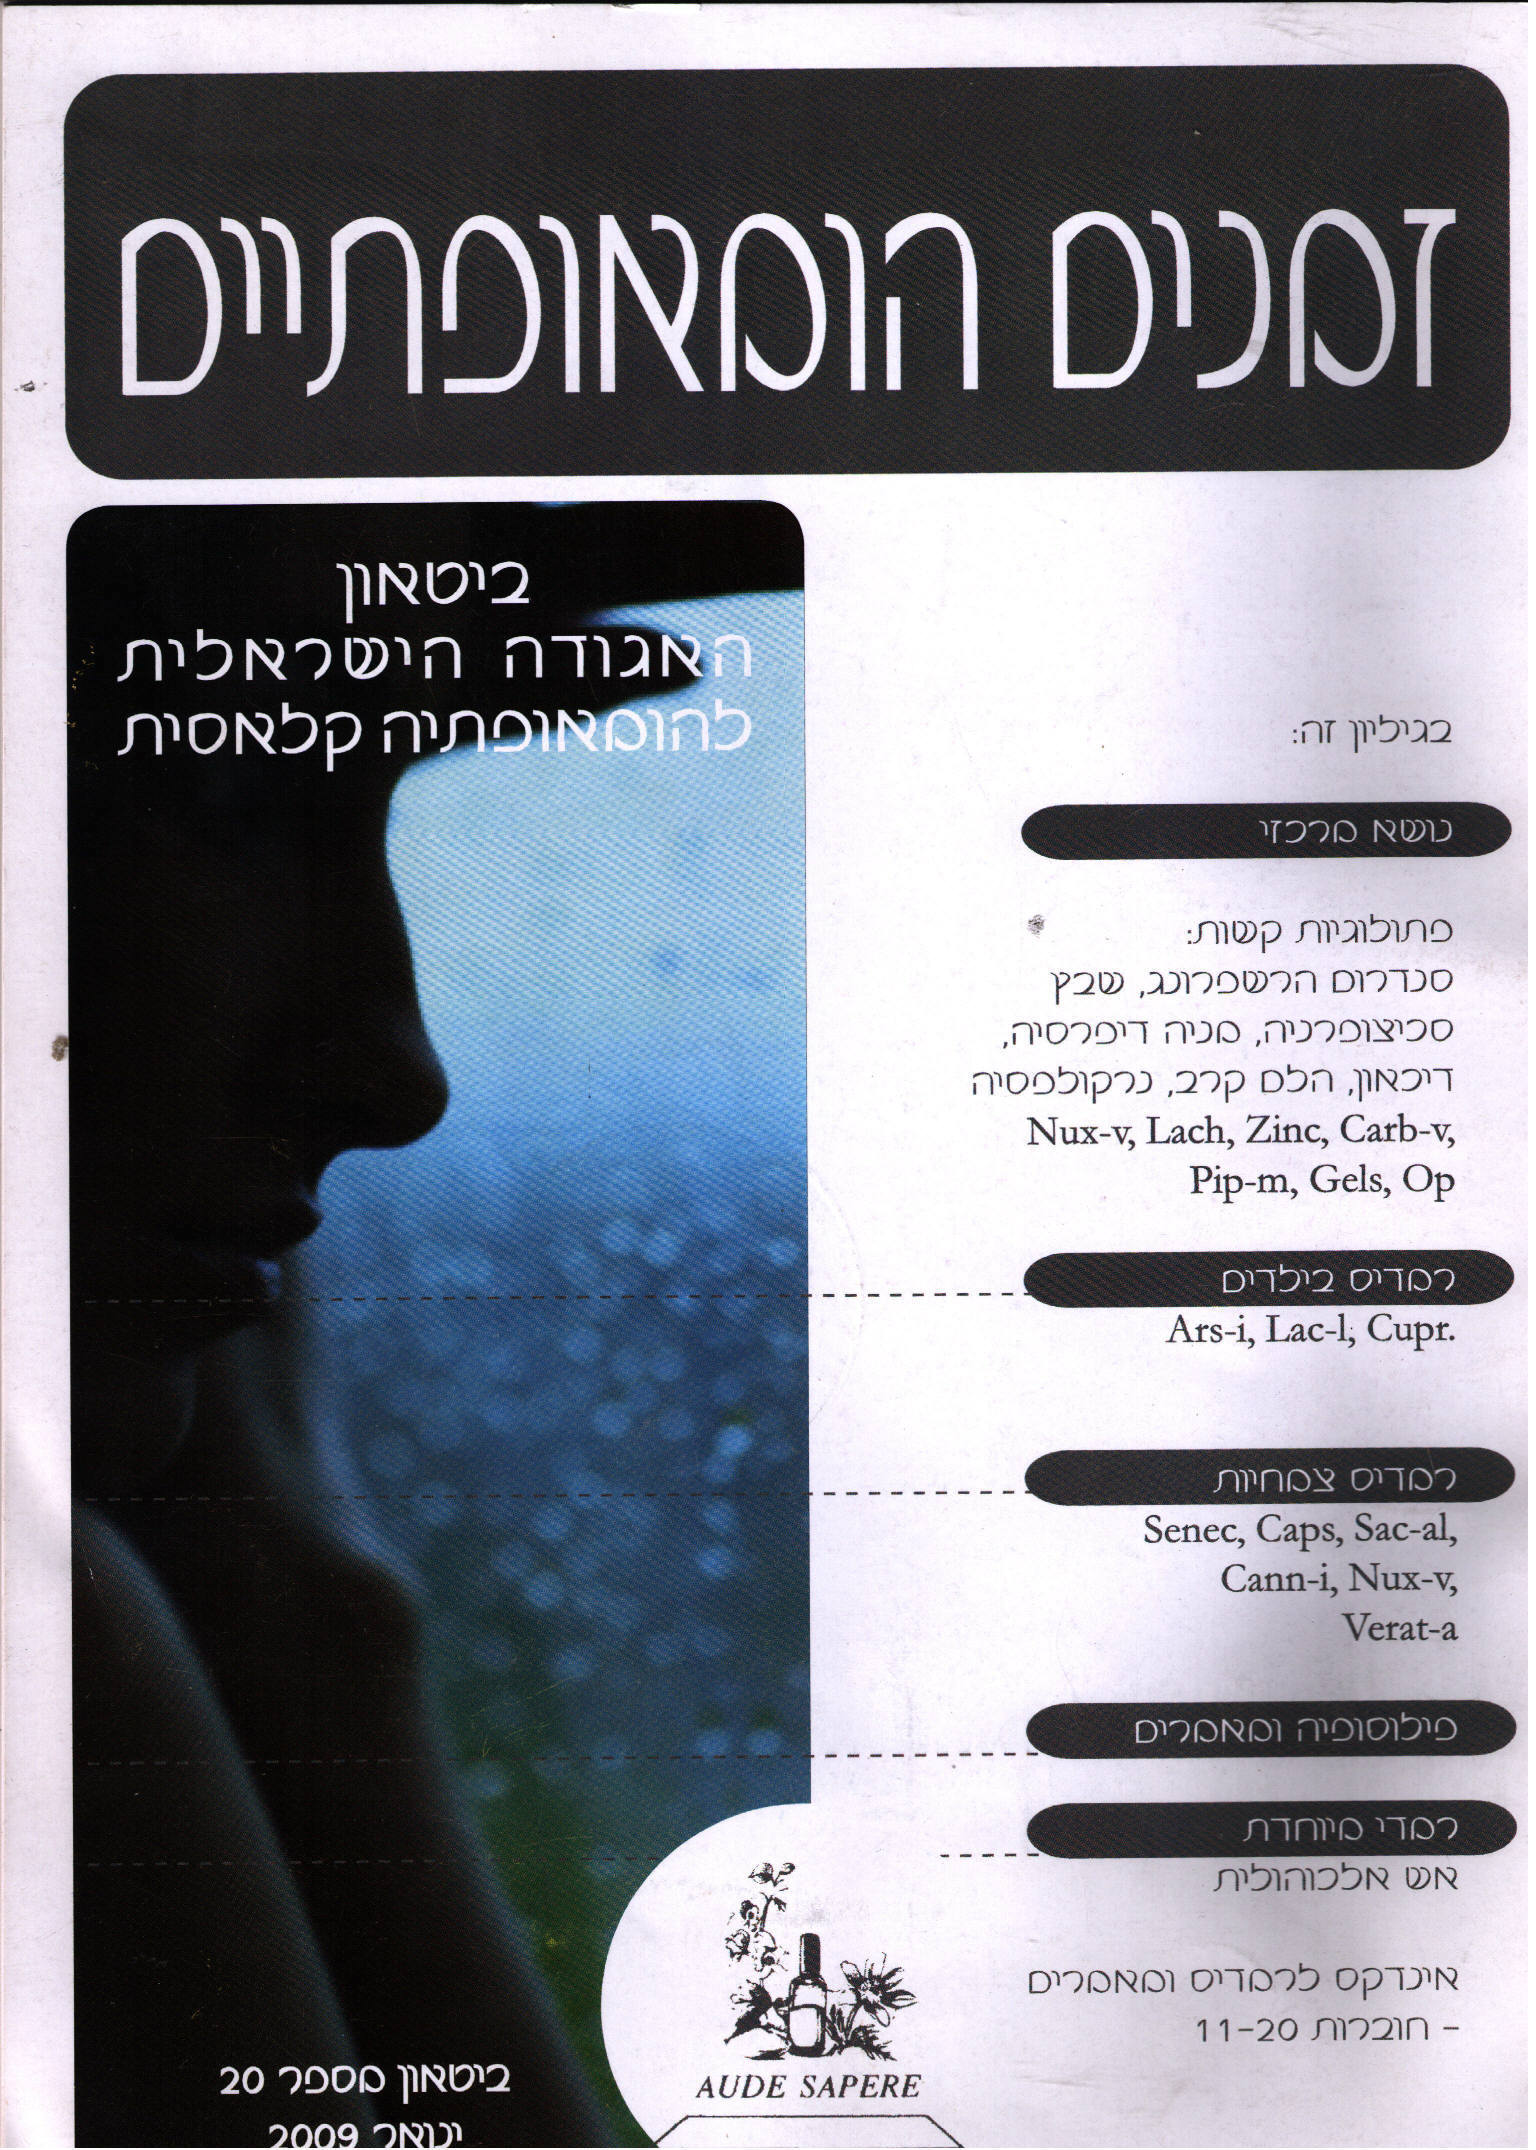 זמנים הומאופתיים
ביטאון
האגודה הישראלית
להומאופתיה קלאסית
בגיליון זה:
נושא מרכזי
פתולוגיות קשות:
סנדרום הרשפרונג, שבץ
סכיצופרניה, מניה דיפרסיה,
דיכאון, הלם קרב, נרקולפסיה
Nux-v, Lach, Zinc, Carb-v,
Pip-m, Gels, Op
רמדיס בילדים
Ars-i, Lac-l, Cupr.
רמדיס צמחיות
Senec, Caps, Sac-al,
Cann-i, Nux-v,
Verat-a
פילוסופיה ומאמרים
רמדי מיוחדת
אש אלכוהולית
אינדקס לרמדיס ומאמרים
- חוברות 11-20
AUDE SAPERE
ביטאון מספר 20
ינואר 2009